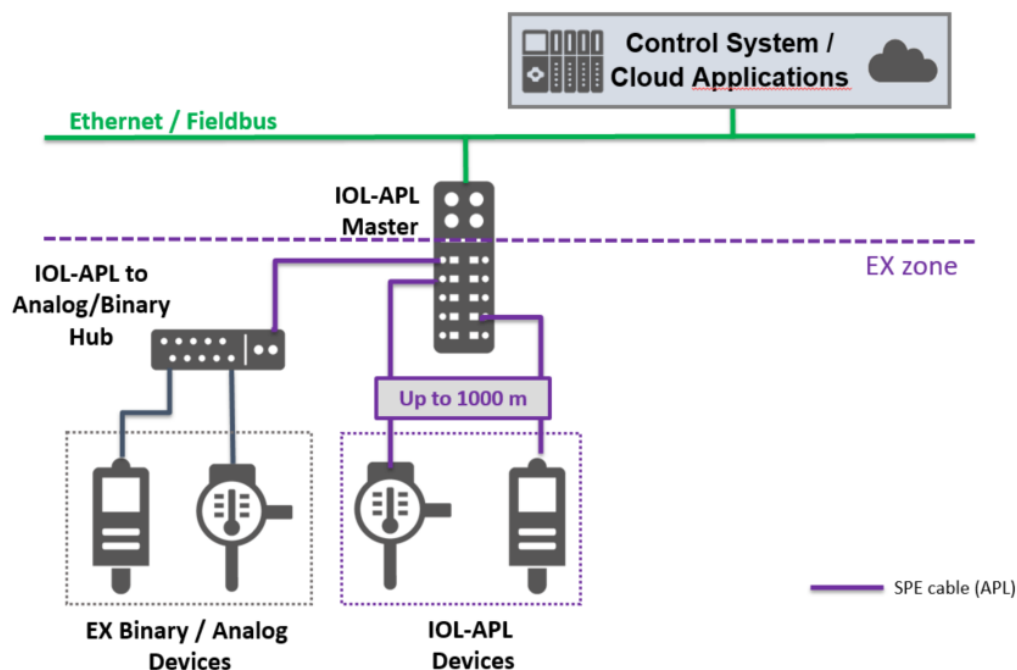 Control System /
Cloud Applications
Ethernet / Fieldbus
IOL-APL
Master
EX zone
IOL-APL to
Analog/Binary
Hub
Up to 1000 m
SPE cable (APL)
EX Binary / Analog
Devices
IOL-APL
Devices